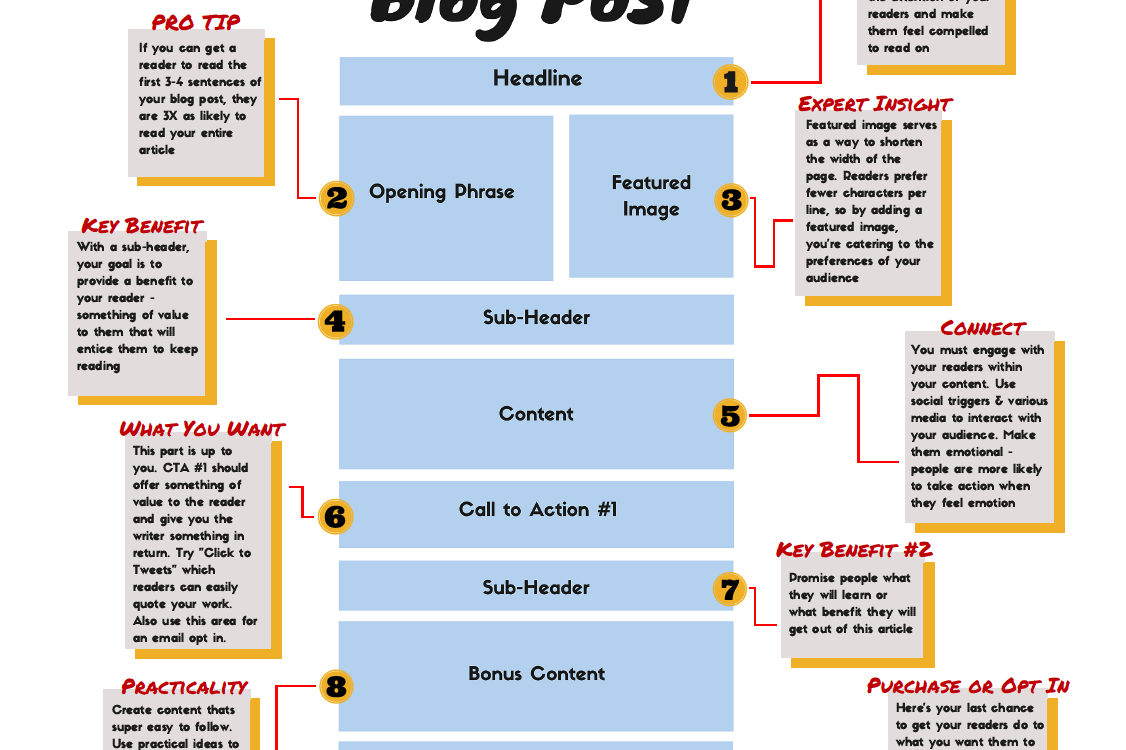 Blog Post
PRO TIP
If you can get a
reader to read the
first 3-4 sentences of
your blog post, they
are 3X as likely to
read your entire
article
readers and make
them feel compelled
to read on
Headline
1
EXPERT INSIGHT
Featured image serves
as a way to shorten
the width of the
page. Readers prefer
fewer characters per
line, so by adding a
featured image,
you're catering to the
preferences of your
audience
2
Opening Phrase
Featured
Image
3
KEY BENEFIT
With a sub-header,
your goal is to
provide a benefit to
your reader -
something of value
to them that will
entice them to keep
reading
4
Sub-Header
CONNECT
You must engage with
your readers within
your content. Use
social triggers & various
media to interact with
your audience. Make
them emotional -
people are more likely
to take action when
they feel emotion
Content
5
WHAT YOU WANT
This part is up to
you. CTA #1 should
offer something of
value to the reader
and give you the
writer something in
return. Try "Click to
Tweets" which
readers can easily
quote your work.
Also use this area for
an email opt in.
6
Call to Action #1
KEY BENEFIT #2
Promise people what
they will learn or
what benefit they will
get out of this article
Sub-Header
7
PRACTICALITY
Create content thats
super easy to follow.
Use practical ideas to
8
Bonus Content
PURCHASE OR OPT IN
Here's your last chance
to get your readers do to
what you want them to